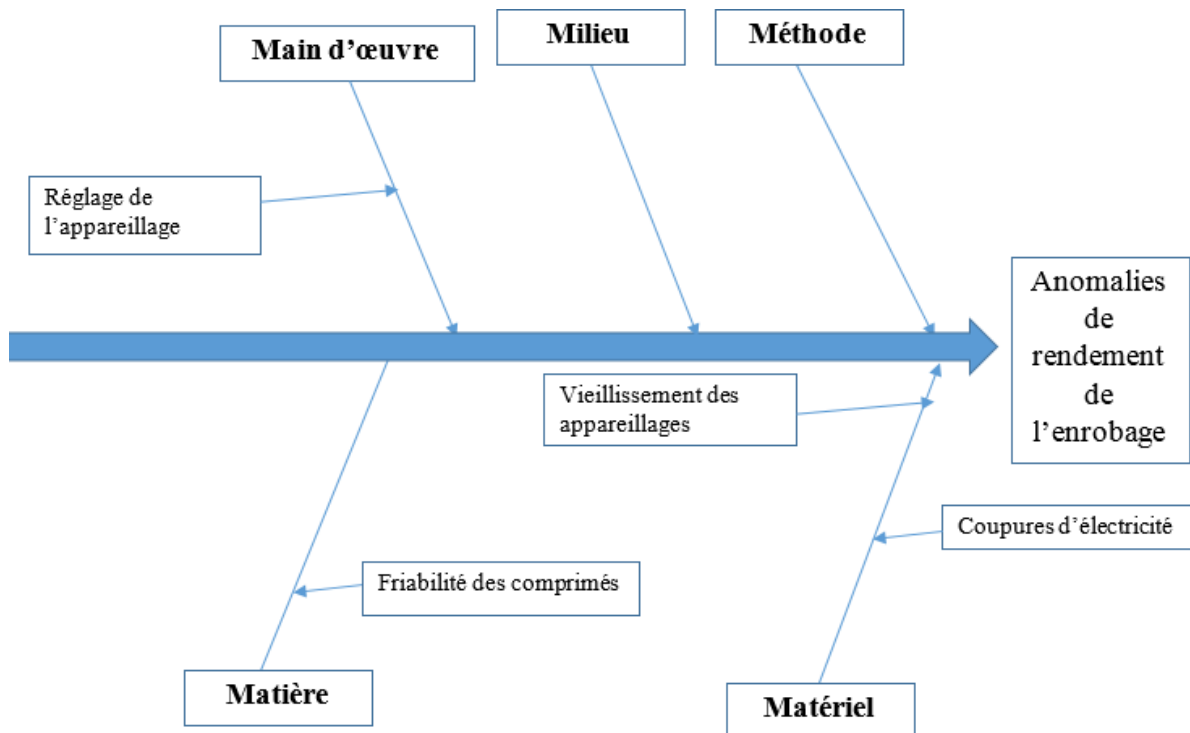 Main d’œuvre
Milieu
Méthode
Réglage de
l’appareillage
Anomalies
de
rendement
de
l’enrobage
Vieillissement des
appareillages
Coupures d’électricité
Friabilité des comprimés
Matière
Matériel